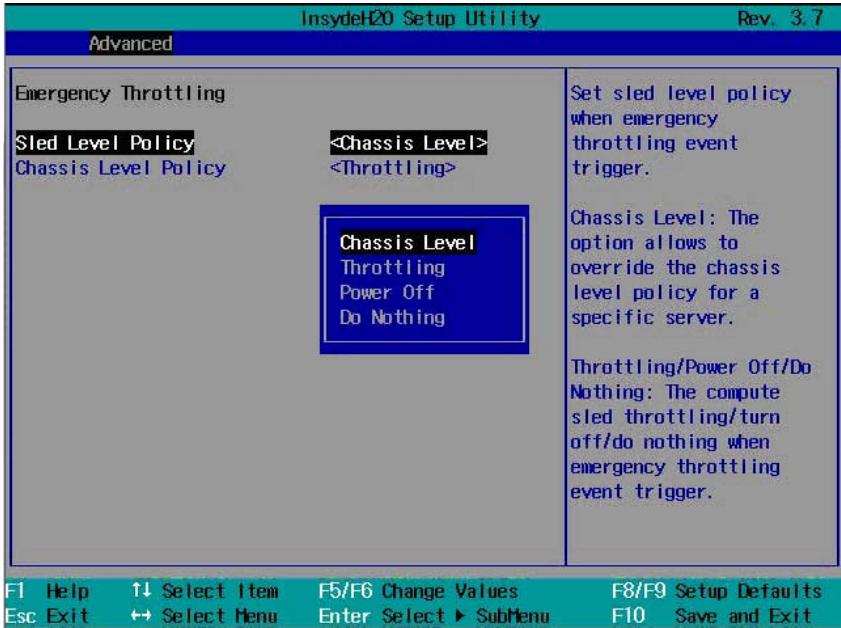 InsydeH2O Setup Utility Rev. 3.7
Advanced
Emergency Throttling
Sled Level Policy <Chassis Level>
Chassis Level Policy <Throttling>
Chassis Level
Throttling
Power Off
Do Nothing
Set sled level policy
when emergency
throttling event
trigger.
Chassis Level: The
option allows to
override the chassis
level policy for a
specific server.
Throttling/Power Off/Do
Nothing: The compute
sled throttling/turn
off/do nothing when
emergency throttling
event trigger.
F1 Help ↑↓ Select Item F5/F6 Change Values F8/F9 Setup Defaults
Esc Exit ↔ Select Menu Enter Select ▶ SubMenu F10 Save and Exit